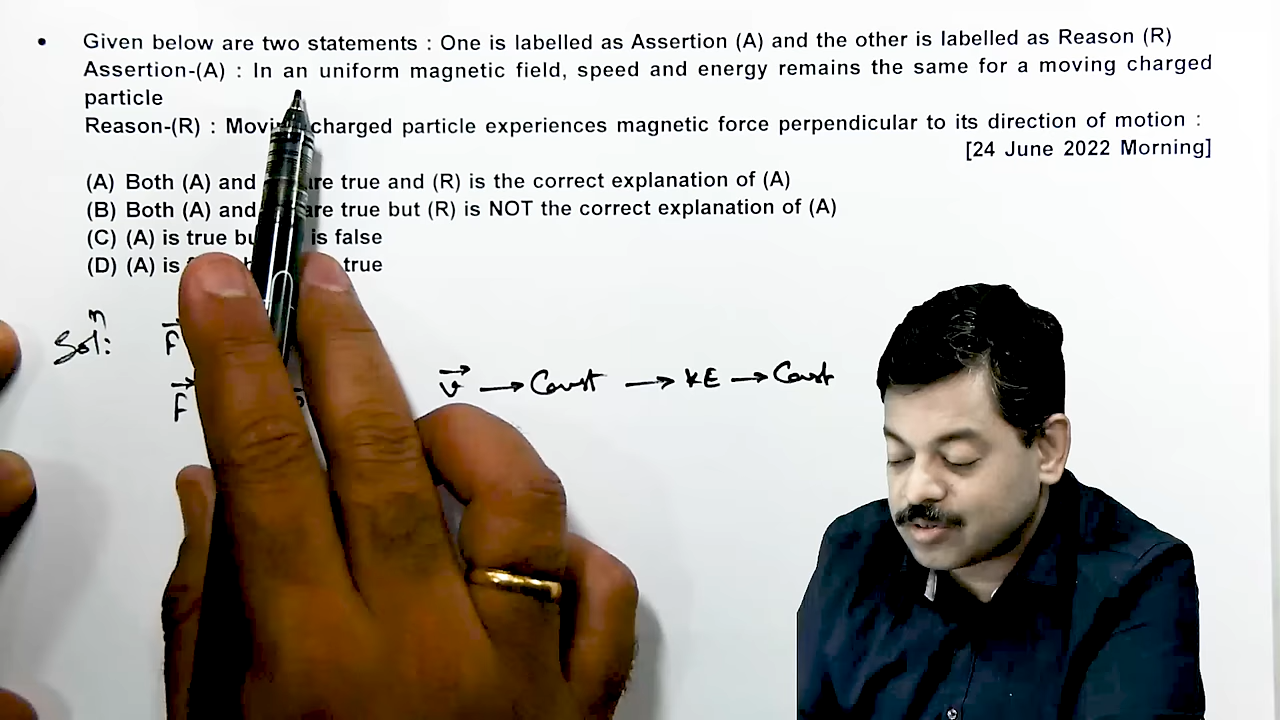 • Given below are two statements : One is labelled as Assertion (A) and the other is labelled as Reason (R)
Assertion-(A) : In an uniform magnetic field, speed and energy remains the same for a moving charged
particle
Reason-(R) : charged particle experiences magnetic force perpendicular to its direction of motion :
[24 June 2022 Morning]
(A) Both (A) and true and (R) is the correct explanation of (A)
(B) Both (A) and are true but (R) is NOT the correct explanation of (A)
(C) (A) is true is false
(D) (A) is true
Solⁿ: F
F v → Const → KE → Const